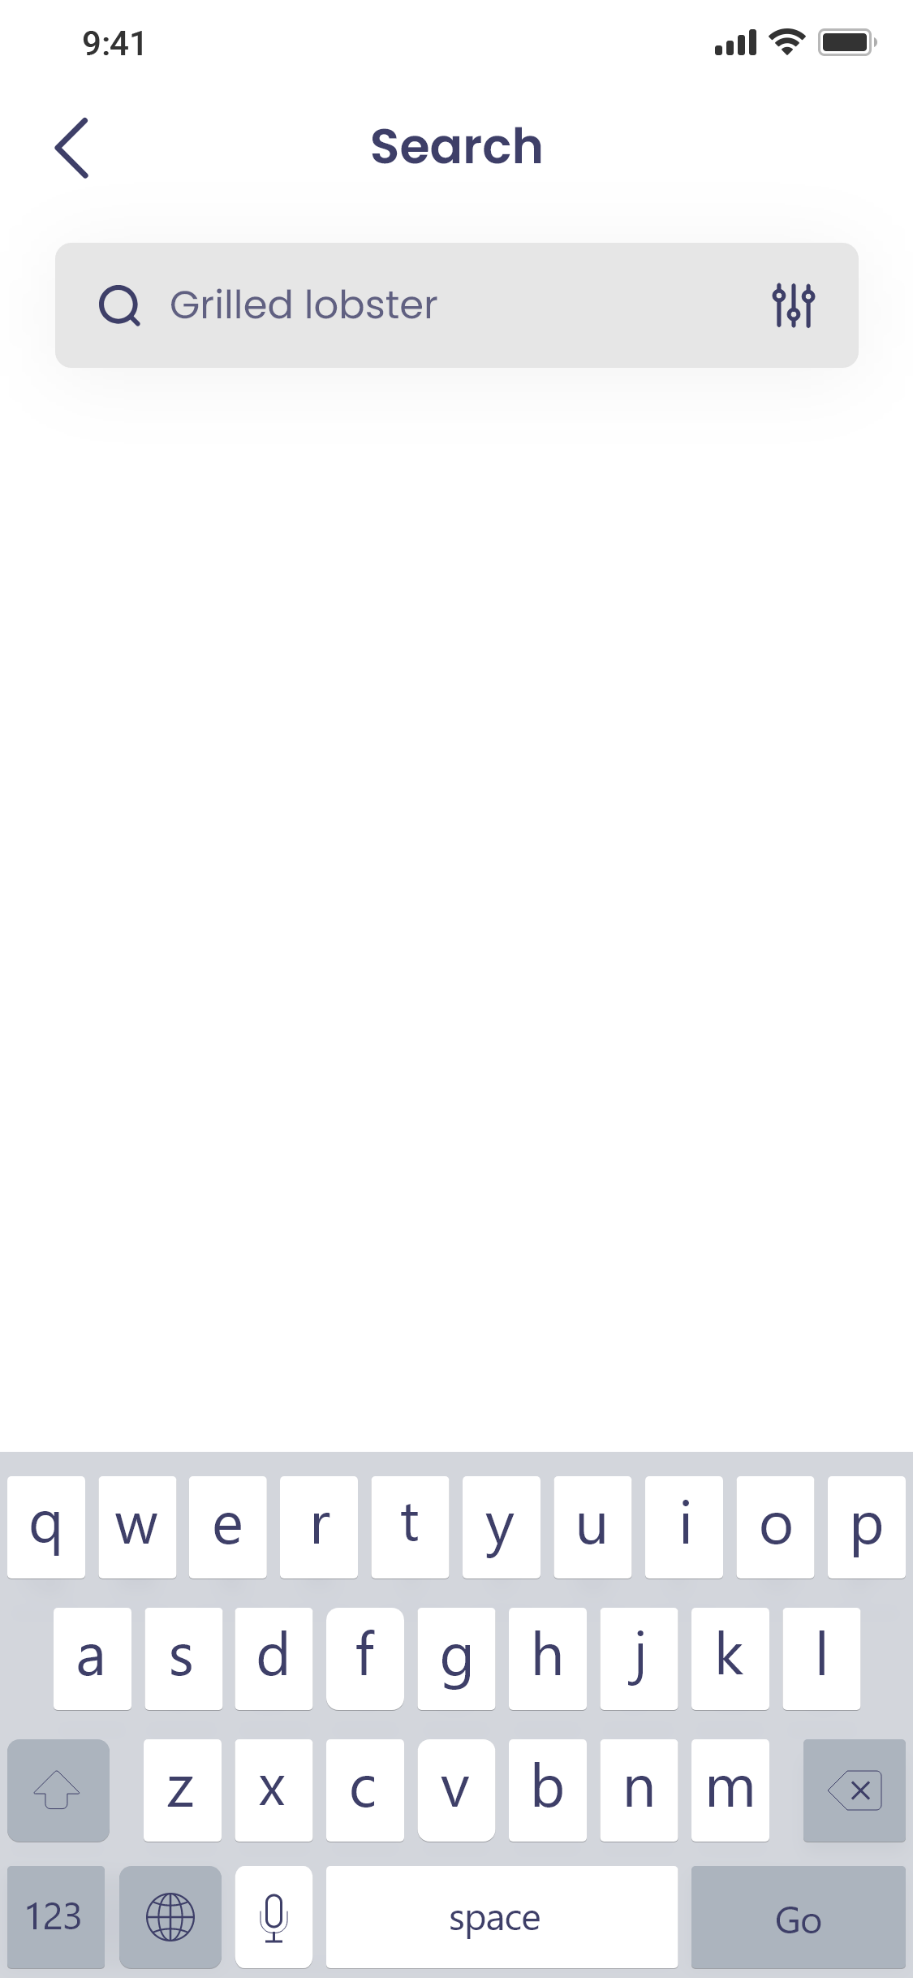 9:41
Search
Grilled lobster
q w e r t y u i o p
a s d f g h j k l
z x c v b n m
123 space Go